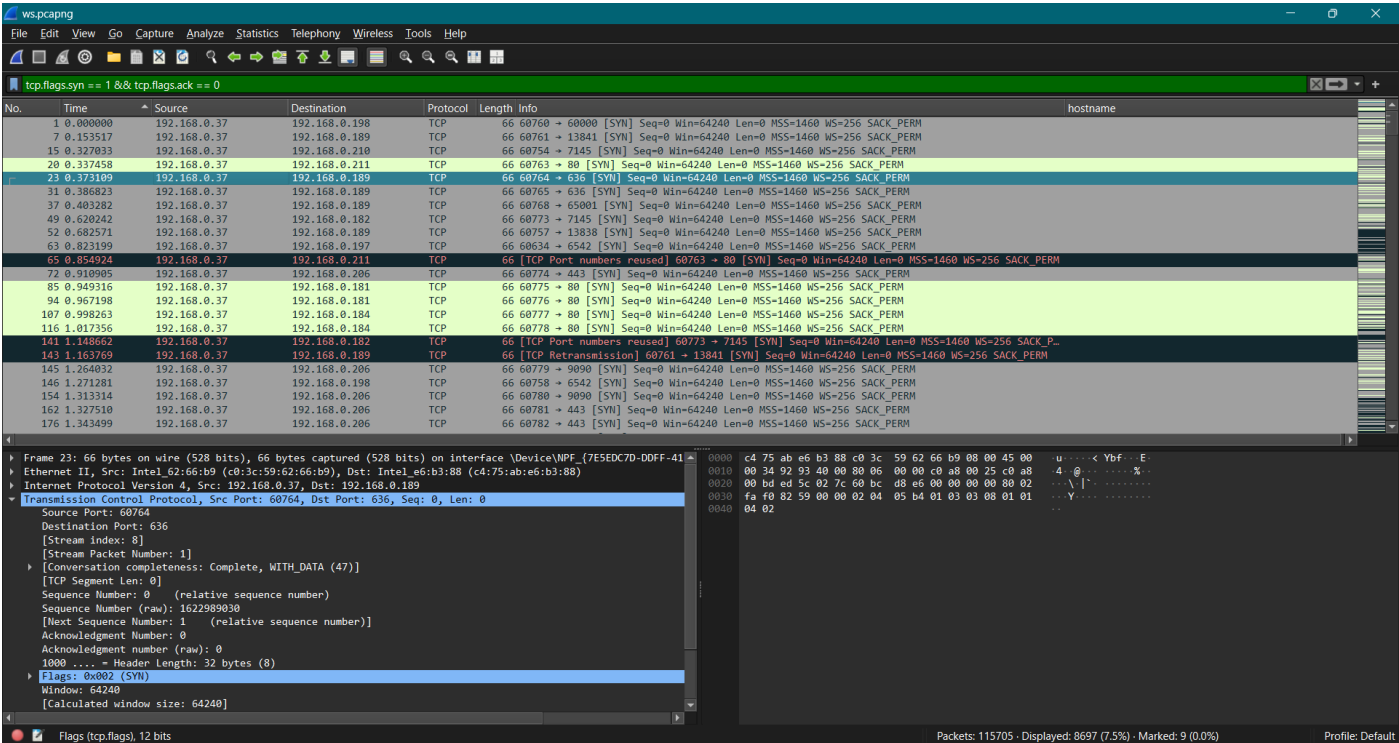 ws.pcapng
File Edit View Go Capture Analyze Statistics Telephony Wireless Tools Help
tcp.flags.syn == 1 && tcp.flags.ack == 0
No. Time Source Destination Protocol Length Info hostname
1 0.000000 192.168.0.37 192.168.0.198 TCP 66 60760 → 60000 [SYN] Seq=0 Win=64240 Len=0 MSS=1460 WS=256 SACK_PERM
7 0.153517 192.168.0.37 192.168.0.189 TCP 66 60761 → 13841 [SYN] Seq=0 Win=64240 Len=0 MSS=1460 WS=256 SACK_PERM
15 0.327033 192.168.0.37 192.168.0.210 TCP 66 60754 → 7145 [SYN] Seq=0 Win=64240 Len=0 MSS=1460 WS=256 SACK_PERM
20 0.337458 192.168.0.37 192.168.0.211 TCP 66 60763 → 80 [SYN] Seq=0 Win=64240 Len=0 MSS=1460 WS=256 SACK_PERM
23 0.373109 192.168.0.37 192.168.0.189 TCP 66 60764 → 636 [SYN] Seq=0 Win=64240 Len=0 MSS=1460 WS=256 SACK_PERM
31 0.386823 192.168.0.37 192.168.0.189 TCP 66 60765 → 636 [SYN] Seq=0 Win=64240 Len=0 MSS=1460 WS=256 SACK_PERM
37 0.403282 192.168.0.37 192.168.0.189 TCP 66 60768 → 65001 [SYN] Seq=0 Win=64240 Len=0 MSS=1460 WS=256 SACK_PERM
49 0.620242 192.168.0.37 192.168.0.182 TCP 66 60773 → 7145 [SYN] Seq=0 Win=64240 Len=0 MSS=1460 WS=256 SACK_PERM
52 0.682571 192.168.0.37 192.168.0.189 TCP 66 60757 → 13838 [SYN] Seq=0 Win=64240 Len=0 MSS=1460 WS=256 SACK_PERM
63 0.823199 192.168.0.37 192.168.0.197 TCP 66 60634 → 6542 [SYN] Seq=0 Win=64240 Len=0 MSS=1460 WS=256 SACK_PERM
65 0.854924 192.168.0.37 192.168.0.211 TCP 66 [TCP Port numbers reused] 60763 → 80 [SYN] Seq=0 Win=64240 Len=0 MSS=1460 WS=256 SACK_PERM
72 0.910905 192.168.0.37 192.168.0.206 TCP 66 60774 → 443 [SYN] Seq=0 Win=64240 Len=0 MSS=1460 WS=256 SACK_PERM
85 0.949316 192.168.0.37 192.168.0.181 TCP 66 60775 → 80 [SYN] Seq=0 Win=64240 Len=0 MSS=1460 WS=256 SACK_PERM
94 0.967198 192.168.0.37 192.168.0.181 TCP 66 60776 → 80 [SYN] Seq=0 Win=64240 Len=0 MSS=1460 WS=256 SACK_PERM
107 0.998263 192.168.0.37 192.168.0.184 TCP 66 60777 → 80 [SYN] Seq=0 Win=64240 Len=0 MSS=1460 WS=256 SACK_PERM
116 1.017356 192.168.0.37 192.168.0.184 TCP 66 60778 → 80 [SYN] Seq=0 Win=64240 Len=0 MSS=1460 WS=256 SACK_PERM
141 1.148662 192.168.0.37 192.168.0.182 TCP 66 [TCP Port numbers reused] 60773 → 7145 [SYN] Seq=0 Win=64240 Len=0 MSS=1460 WS=256 SACK_P…
143 1.163769 192.168.0.37 192.168.0.189 TCP 66 [TCP Retransmission] 60761 → 13841 [SYN] Seq=0 Win=64240 Len=0 MSS=1460 WS=256 SACK_PERM
145 1.264032 192.168.0.37 192.168.0.206 TCP 66 60779 → 9090 [SYN] Seq=0 Win=64240 Len=0 MSS=1460 WS=256 SACK_PERM
146 1.271281 192.168.0.37 192.168.0.198 TCP 66 60758 → 6542 [SYN] Seq=0 Win=64240 Len=0 MSS=1460 WS=256 SACK_PERM
154 1.313314 192.168.0.37 192.168.0.206 TCP 66 60780 → 9090 [SYN] Seq=0 Win=64240 Len=0 MSS=1460 WS=256 SACK_PERM
162 1.327510 192.168.0.37 192.168.0.206 TCP 66 60781 → 443 [SYN] Seq=0 Win=64240 Len=0 MSS=1460 WS=256 SACK_PERM
176 1.343499 192.168.0.37 192.168.0.206 TCP 66 60782 → 443 [SYN] Seq=0 Win=64240 Len=0 MSS=1460 WS=256 SACK_PERM
Frame 23: 66 bytes on wire (528 bits), 66 bytes captured (528 bits) on interface \Device\NPF_{7E5EDC7D-DDFF-41
Ethernet II, Src: Intel_62:66:b9 (c0:3c:59:62:66:b9), Dst: Intel_e6:b3:88 (c4:75:ab:e6:b3:88)
Internet Protocol Version 4, Src: 192.168.0.37, Dst: 192.168.0.189
Transmission Control Protocol, Src Port: 60764, Dst Port: 636, Seq: 0, Len: 0
Source Port: 60764
Destination Port: 636
[Stream index: 8]
[Stream Packet Number: 1]
[Conversation completeness: Complete, WITH_DATA (47)]
[TCP Segment Len: 0]
Sequence Number: 0 (relative sequence number)
Sequence Number (raw): 1622989030
[Next Sequence Number: 1 (relative sequence number)]
Acknowledgment Number: 0
Acknowledgment number (raw): 0
1000 .... = Header Length: 32 bytes (8)
Flags: 0x002 (SYN)
Window: 64240
[Calculated window size: 64240]
0000 c4 75 ab e6 b3 88 c0 3c 59 62 66 b9 08 00 45 00 ·u·····< Ybf···E·
0010 00 34 92 93 40 00 80 06 00 00 c0 a8 00 25 c0 a8 ·4··@··· ·····%··
0020 00 bd ed 5c 02 7c 60 bc d8 e6 00 00 00 00 80 02 ···\·|`· ········
0030 fa f0 82 59 00 00 02 04 05 b4 01 03 03 08 01 01 ···Y···· ········
0040 04 02 ··
Flags (tcp.flags), 12 bits
Packets: 115705 · Displayed: 8697 (7.5%) · Marked: 9 (0.0%)
Profile: Default